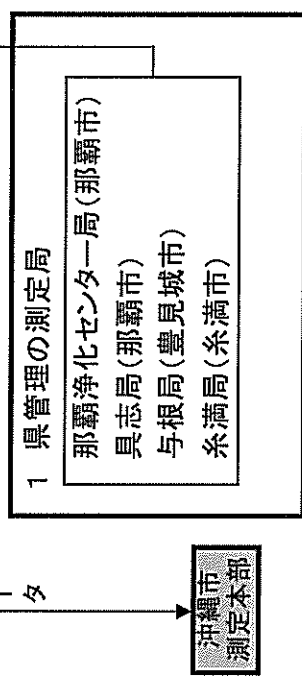 1 県管理の測定局
那覇浄化センター局(那覇市)
具志局(那覇市)
与根局(豊見城市)
糸満局(糸満市)
ータ
沖縄市
測定本部